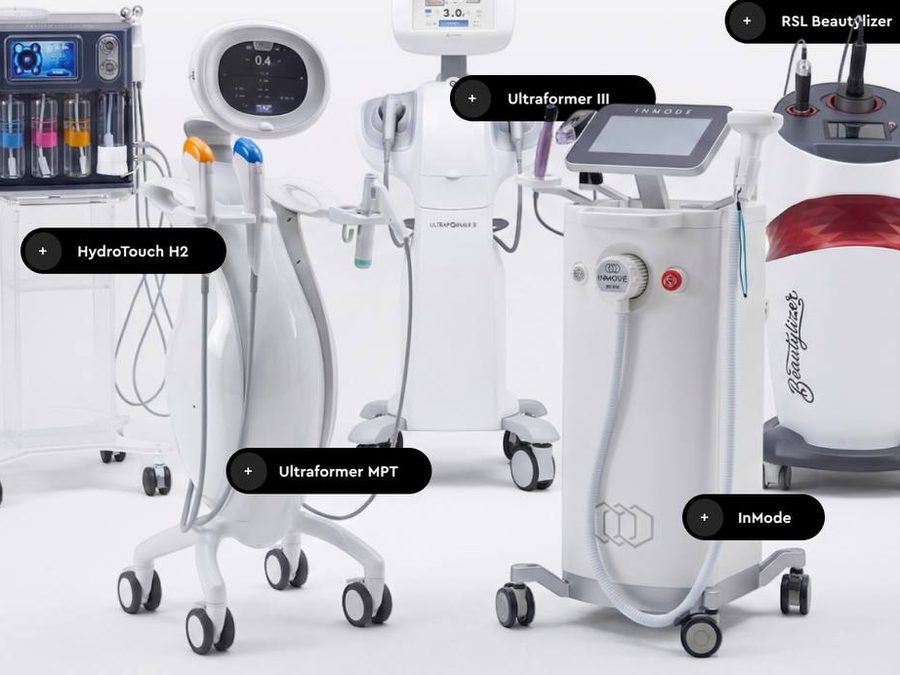 3.0
RSL Beautylizer
0.4
Ultraformer III
INMODE
ULTRAFORMER III
HydroTouch H2
INMODE
Beautylizer
Ultraformer MPT
InMode